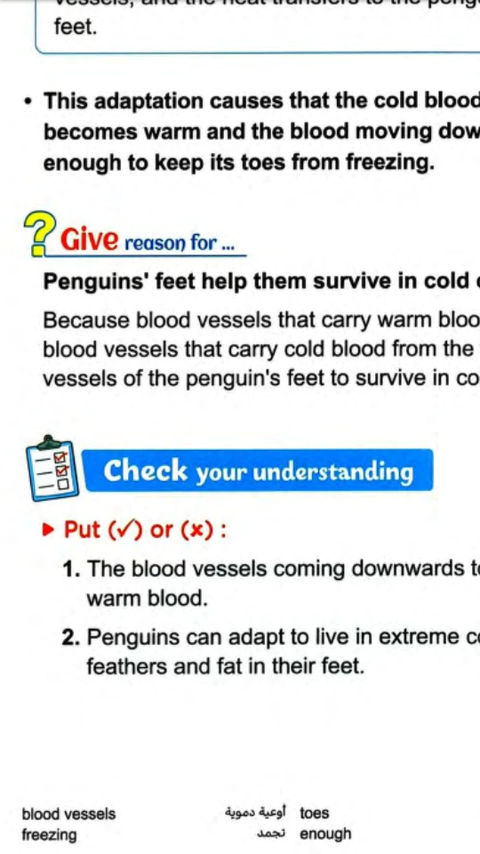 feet.
• This adaptation causes that the cold blood
becomes warm and the blood moving dow
enough to keep its toes from freezing.
? Give reason for ...
Penguins' feet help them survive in cold
Because blood vessels that carry warm bloo
blood vessels that carry cold blood from the
vessels of the penguin's feet to survive in co
Check your understanding
▶ Put (✓) or (✗) :
1. The blood vessels coming downwards t
warm blood.
2. Penguins can adapt to live in extreme c
feathers and fat in their feet.
blood vessels أوعية دموية toes
freezing تجمد enough